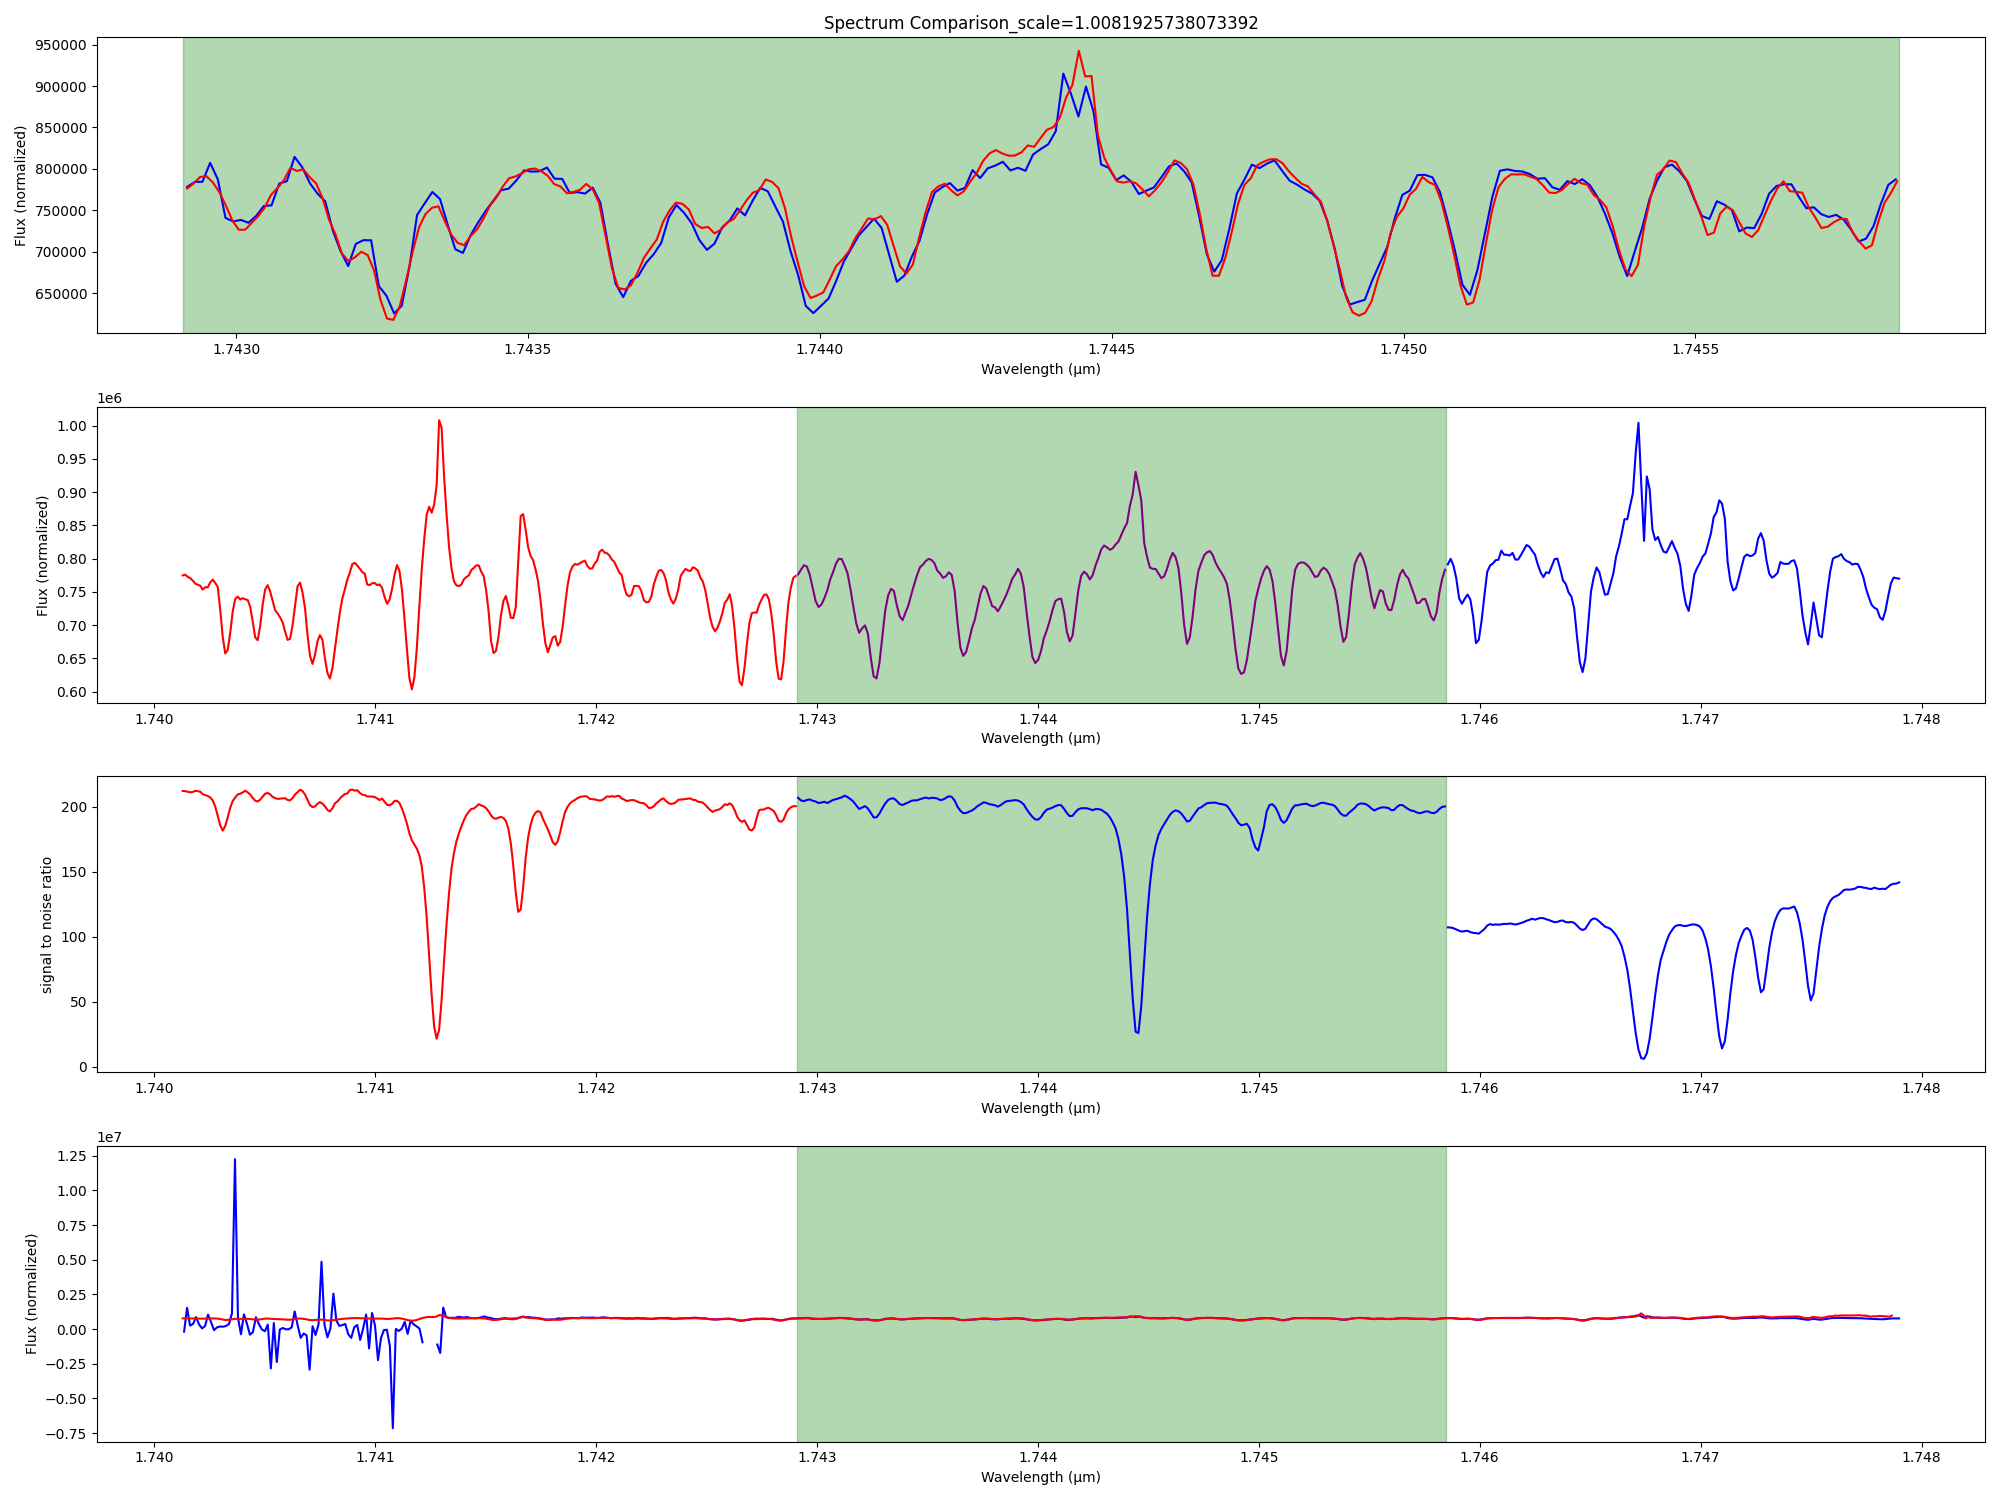 Spectrum Comparison_scale=1.0081925738073392
950000
900000
850000
800000
750000
700000
650000
Flux (normalized)
1.7430 1.7435 1.7440 1.7445 1.7450 1.7455
Wavelength (μm)
1e6
1.00
0.95
0.90
0.85
0.80
0.75
0.70
0.65
0.60
Flux (normalized)
1.740 1.741 1.742 1.743 1.744 1.745 1.746 1.747 1.748
Wavelength (μm)
200
150
100
50
0
signal to noise ratio
1.740 1.741 1.742 1.743 1.744 1.745 1.746 1.747 1.748
Wavelength (μm)
1e7
1.25
1.00
0.75
0.50
0.25
0.00
−0.25
−0.50
−0.75
Flux (normalized)
1.740 1.741 1.742 1.743 1.744 1.745 1.746 1.747 1.748
Wavelength (μm)